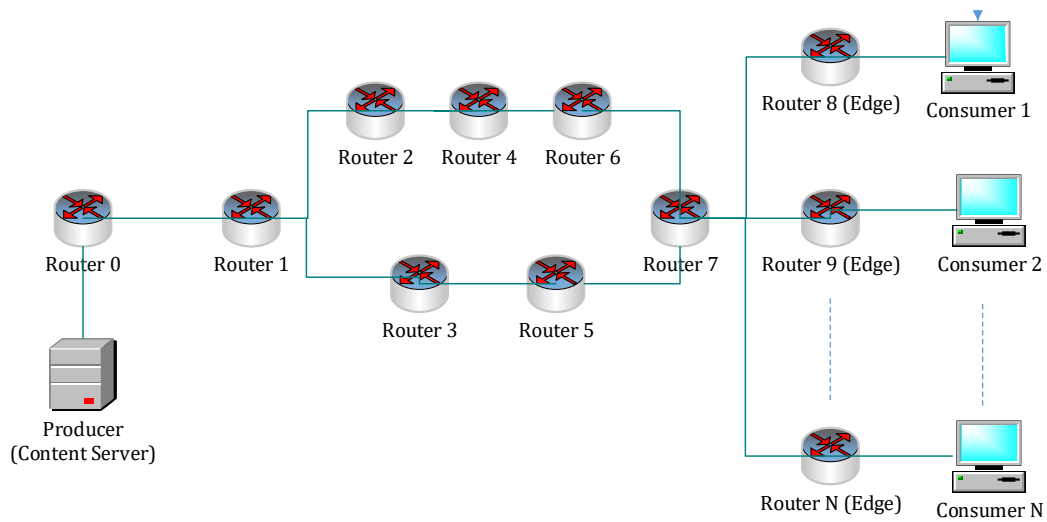 Router 8 (Edge)
Consumer 1
Router 2
Router 4
Router 6
Router 0
Router 1
Router 7
Router 9 (Edge)
Consumer 2
Router 3
Router 5
Producer
(Content Server)
Router N (Edge)
Consumer N